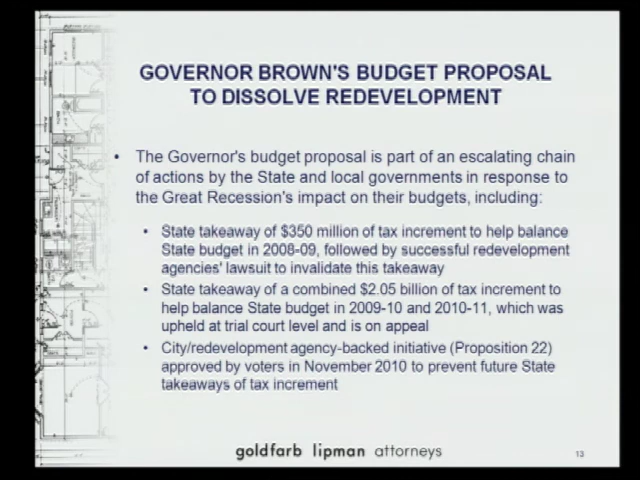 GOVERNOR BROWN'S BUDGET PROPOSAL
TO DISSOLVE REDEVELOPMENT
• The Governor's budget proposal is part of an escalating chain
of actions by the State and local governments in response to
the Great Recession's impact on their budgets, including:
• State takeaway of $350 million of tax increment to help balance
State budget in 2008-09, followed by successful redevelopment
agencies' lawsuit to invalidate this takeaway
• State takeaway of a combined $2.05 billion of tax increment to
help balance State budget in 2009-10 and 2010-11, which was
upheld at trial court level and is on appeal
• City/redevelopment agency-backed initiative (Proposition 22)
approved by voters in November 2010 to prevent future State
takeaways of tax increment
goldfarb lipman attorneys
13